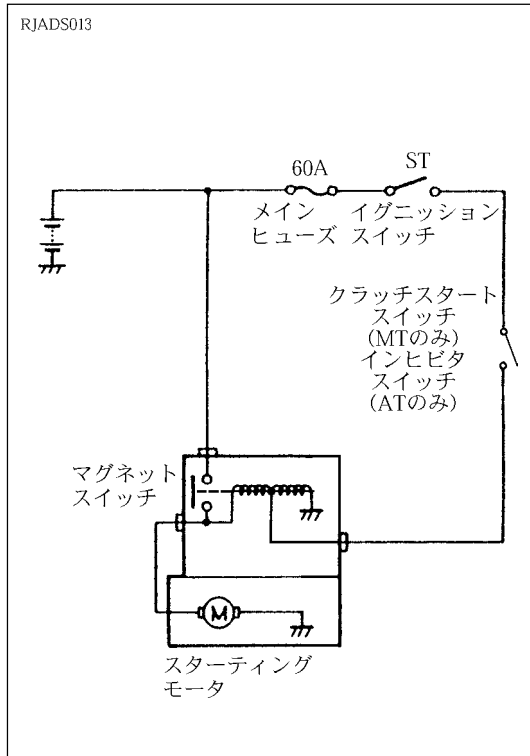 RJADS013
60A
ST
メイン
ヒューズ
イグニッション
スイッチ
クラッチスタート
スイッチ
(MTのみ)
インヒビタ
スイッチ
(ATのみ)
マグネット
スイッチ
M
スターティング
モータ